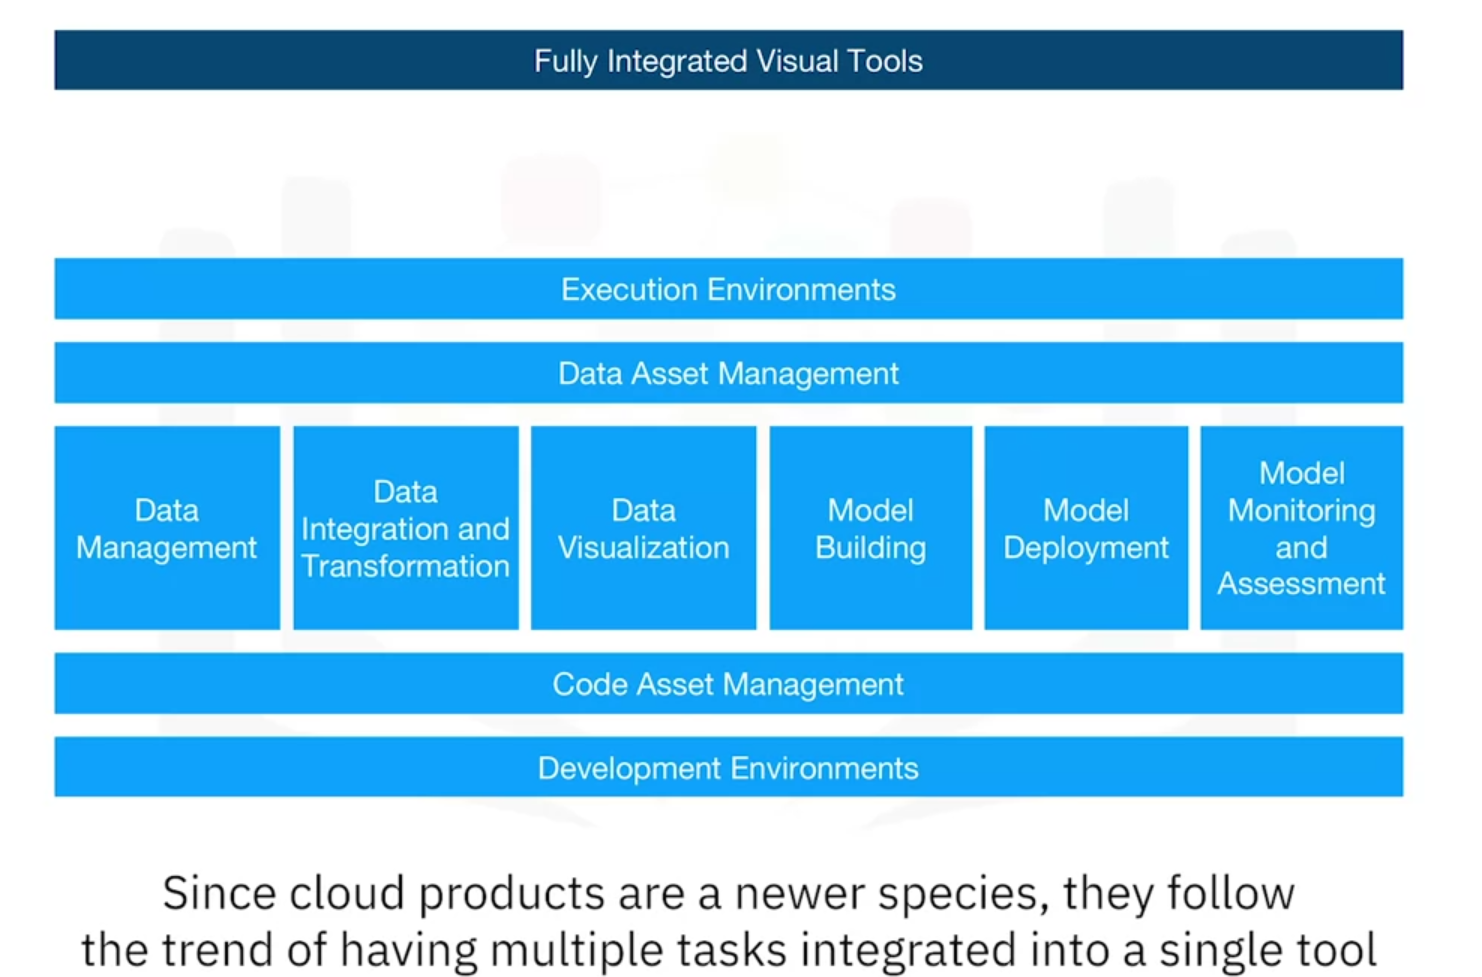 Fully Integrated Visual Tools
Execution Environments
Data Asset Management
Data
Management
Data
Integration and
Transformation
Data
Visualization
Model
Building
Model
Deployment
Model
Monitoring
and
Assessment
Code Asset Management
Development Environments
Since cloud products are a newer species, they follow
the trend of having multiple tasks integrated into a single tool